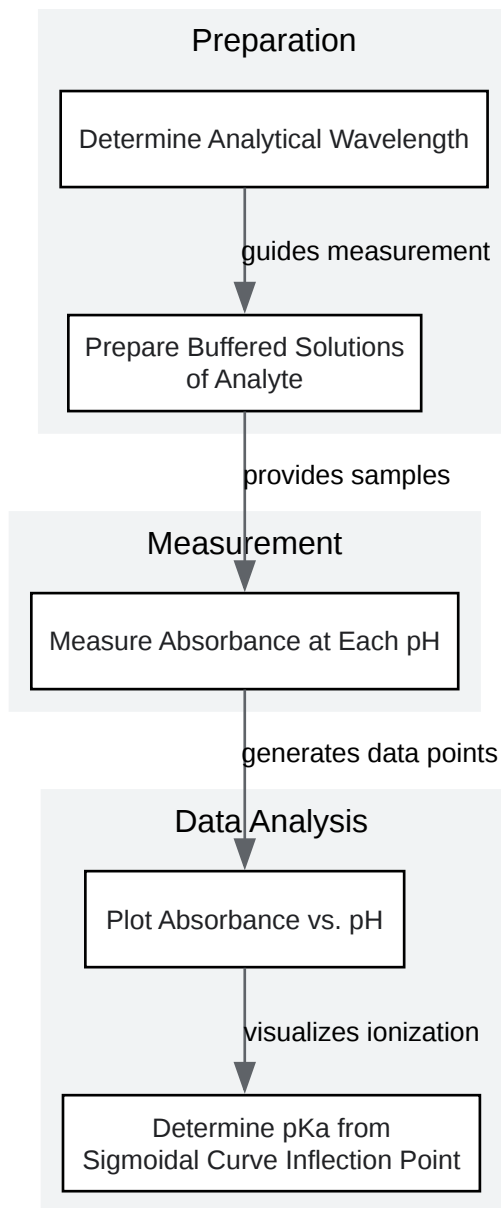 Preparation
Determine Analytical Wavelength
guides measurement
Prepare Buffered Solutions
of Analyte
provides samples
Measurement
Measure Absorbance at Each pH
generates data points
Data Analysis
Plot Absorbance vs. pH
visualizes ionization
Determine pKa from
Sigmoidal Curve Inflection Point